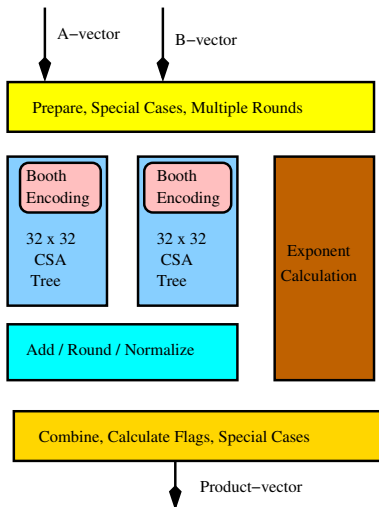 A−vector
B−vector
Prepare, Special Cases, Multiple Rounds
Booth
Encoding
32 x 32
CSA
Tree
Booth
Encoding
32 x 32
CSA
Tree
Exponent
Calculation
Add / Round / Normalize
Combine, Calculate Flags, Special Cases
Product−vector